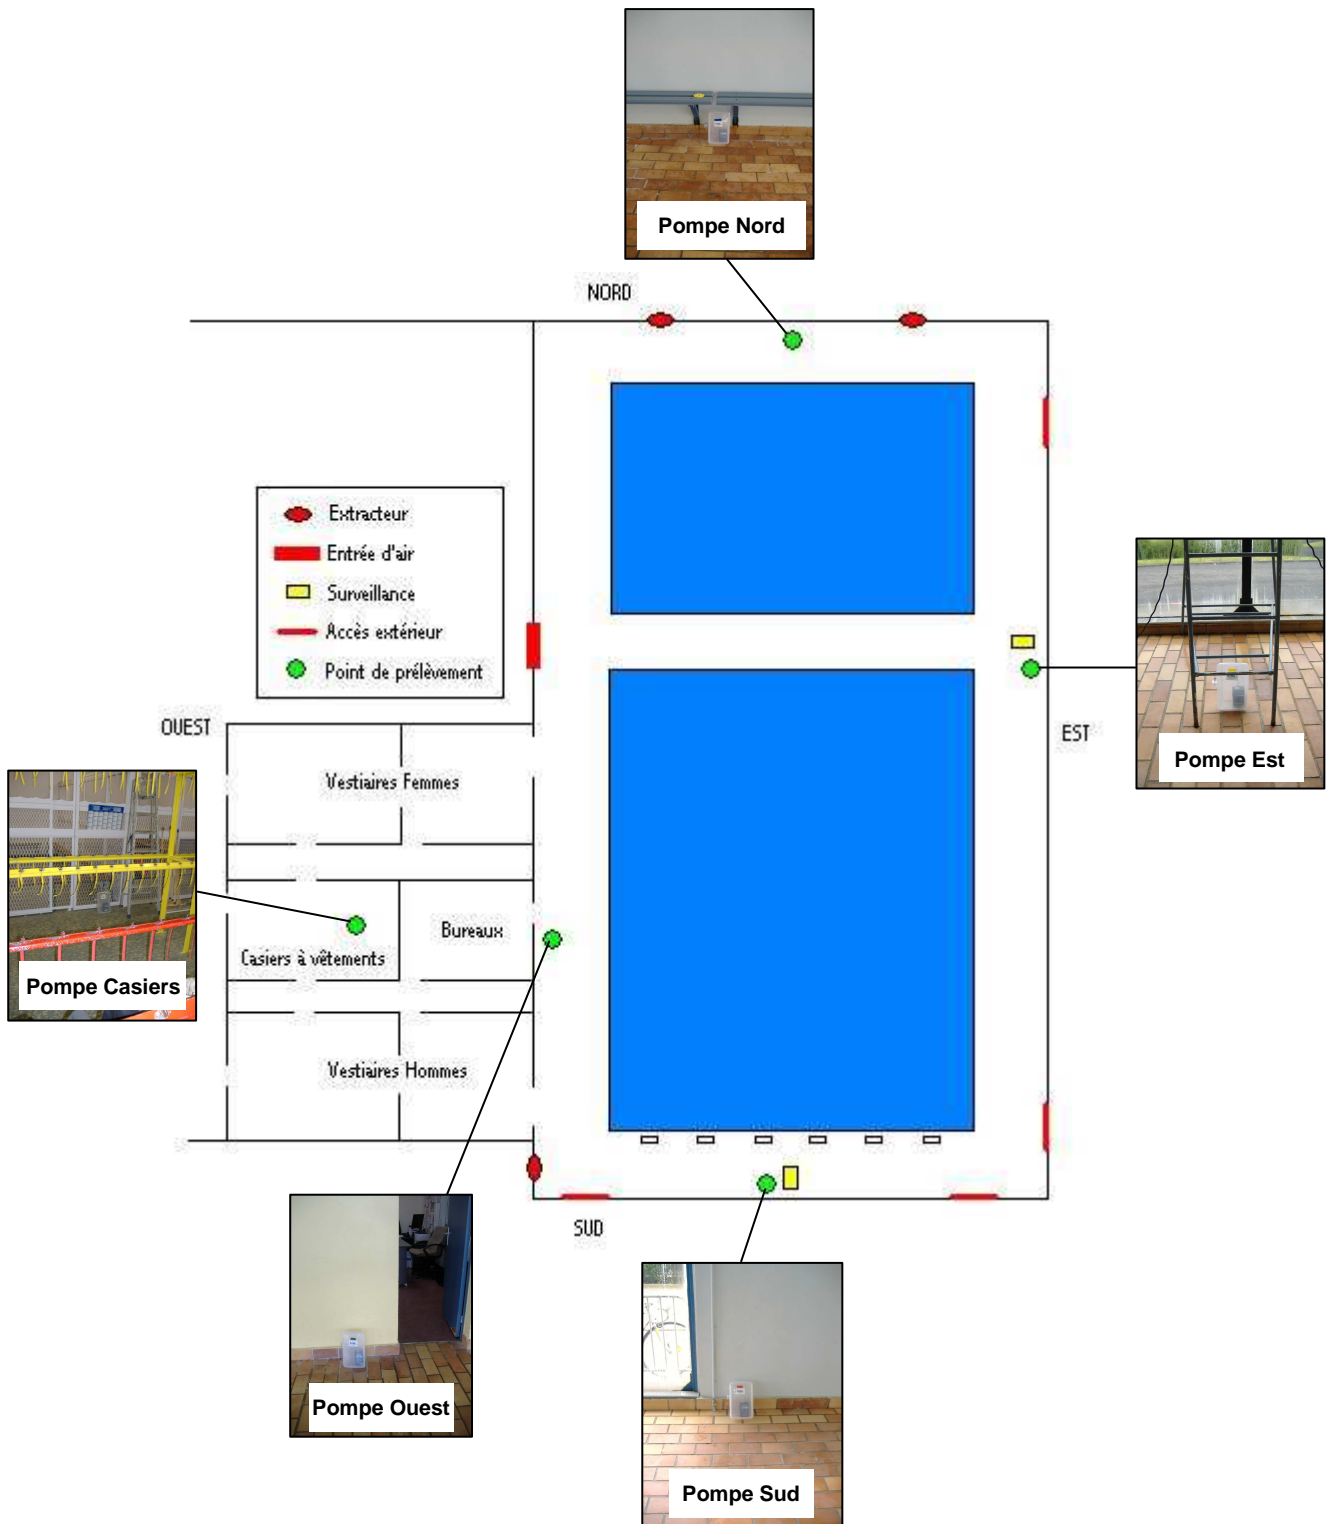 Pompe Nord
NORD
Extracteur
Entrée d'air
Surveillance
Accès extérieur
Point de prélèvement
OUEST
EST
Pompe Est
Vestiaires Femmes
Bureaux
Casiers à vêtements
Pompe Casiers
Vestiaires Hommes
SUD
Pompe Ouest
Pompe Sud